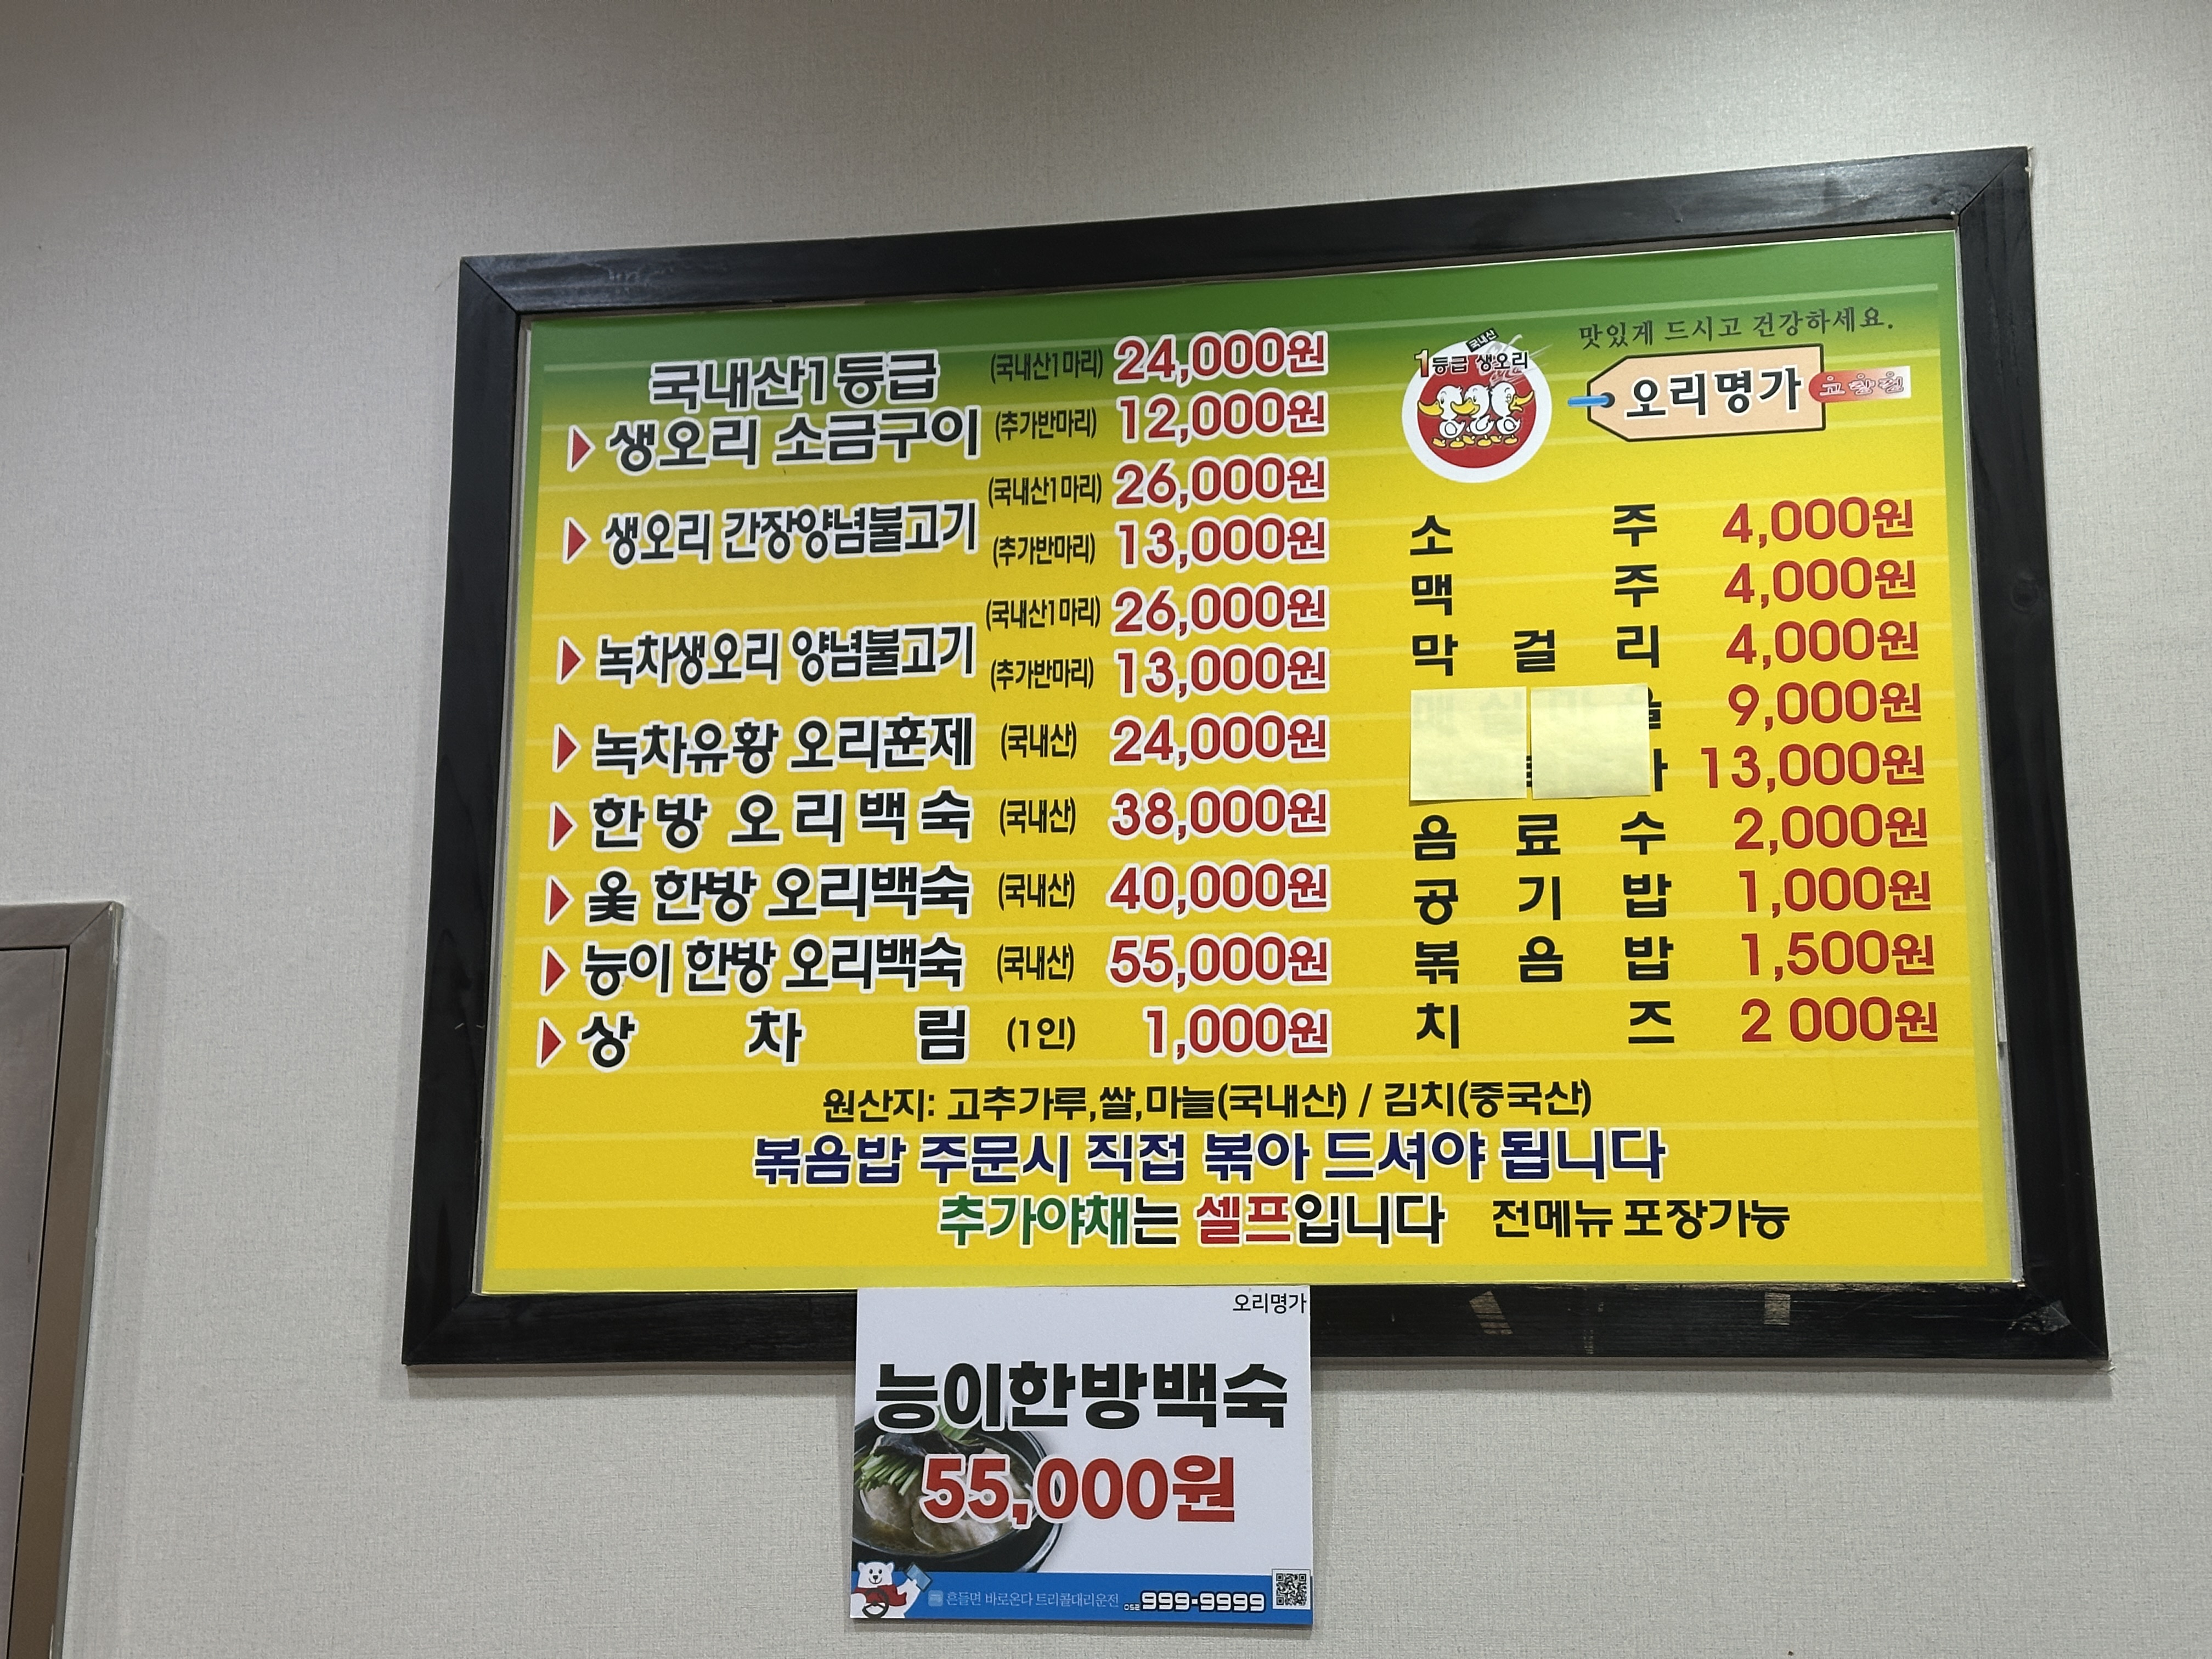 국내산1등급
생오리 소금구이
(국내산1마리) 24,000원
(추가반마리) 12,000원
생오리 간장양념불고기
(국내산1마리) 26,000원
(추가반마리) 13,000원
녹차생오리 양념불고기
(국내산1마리) 26,000원
(추가반마리) 13,000원
녹차유황 오리훈제 (국내산) 24,000원
한방 오리백숙 (국내산) 38,000원
옻 한방 오리백숙 (국내산) 40,000원
능이 한방 오리백숙 (국내산) 55,000원
상차림 (1인) 1,000원
국내산
1등급 생오리
맛있게 드시고 건강하세요.
오리명가
소주 4,000원
맥주 4,000원
막걸리 4,000원
9,000원
13,000원
음료수 2,000원
공기밥 1,000원
볶음밥 1,500원
치즈 2 000원
원산지: 고추가루,쌀,마늘(국내산) / 김치(중국산)
볶음밥 주문시 직접 볶아 드셔야 됩니다
추가야채는 셀프입니다 전메뉴 포장가능
오리명가
능이한방백숙
55,000원
흔들면 바로온다 트리콜대리운전 999-9999